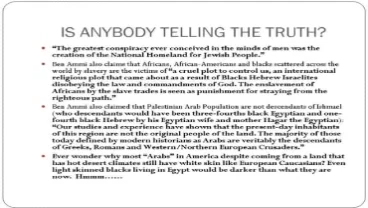 IS ANYBODY TELLING THE TRUTH?
• "The greatest conspiracy ever conceived in the minds of men was the
creation of the National Homeland for Jewish People."
• Ben Ammi also claims that Africans, African-Americans and blacks scattered across the
world by slavery are the victims of "a cruel plot to control us, an international
religious plot that came about as a result of Blacks Hebrew Israelites
disobeying the law and commandments of God. The enslavement of
Africans by the slave trades is seen as punishment for straying from the
righteous path."
• Ben Ammi also claimed that Palestinian Arab Population are not descendants of Ishmael
(who descendants would have been three-fourths black Egyptian and one-
fourth black Hebrew by his Egyptian wife and mother Hagar the Egyptian);
"Our studies and experience have shown that the present-day inhabitants
of this region are not the original people of the land. The majority of those
today defined by modern historians as Arabs are veritably the descendants
of Greeks, Romans and Western/Northern European Crusaders."
• Ever wonder why most "Arabs" in America despite coming from a land that
has hot desert climates still have white skin like European Caucasians? Even
light skinned blacks living in Egypt would be darker than what they are
now. Hmmm......